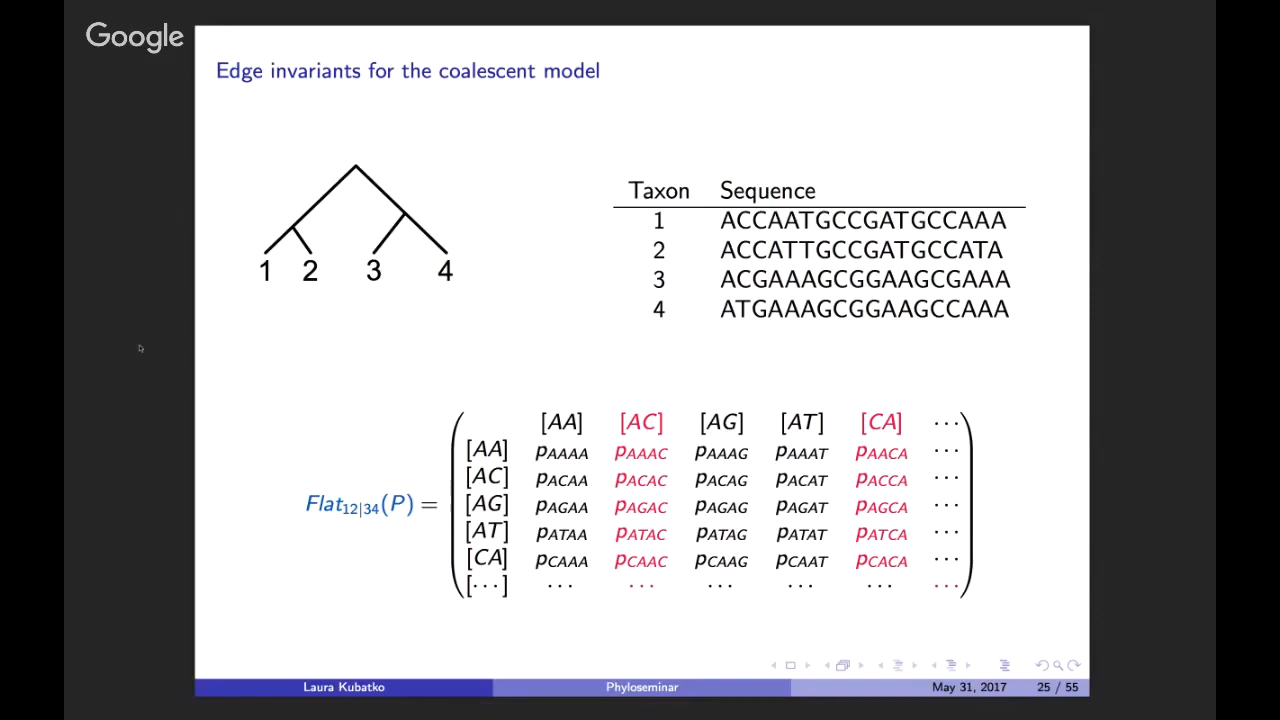 Google
Edge invariants for the coalescent model
1 2 3 4
Taxon Sequence
1 ACCAATGCCGATGCCAAA
2 ACCATTGCCGATGCCATA
3 ACGAAAGCGGAAGCGAAA
4 ATGAAAGCGGAAGCCAAA
[AA] [AC] [AG] [AT] [CA] ⋯
[AA] pAAAA pAAAC pAAAG pAAAT pAACA ⋯
[AC] pACAA pACAC pACAG pACAT pACCA ⋯
Flat12|34(P) = [AG] pAGAA pAGAC pAGAG pAGAT pAGCA ⋯
[AT] pATAA pATAC pATAG pATAT pATCA ⋯
[CA] pCAAA pCAAC pCAAG pCAAT pCACA ⋯
[⋯] ⋯ ⋯ ⋯ ⋯ ⋯ ⋯
Laura Kubatko Phyloseminar May 31, 2017 25 / 55